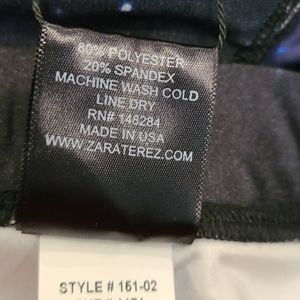 80% POLYESTER
20% SPANDEX
MACHINE WASH COLD
LINE DRY
RN# 148284
MADE IN USA
WWW.ZARATEREZ.COM
STYLE # 161-02